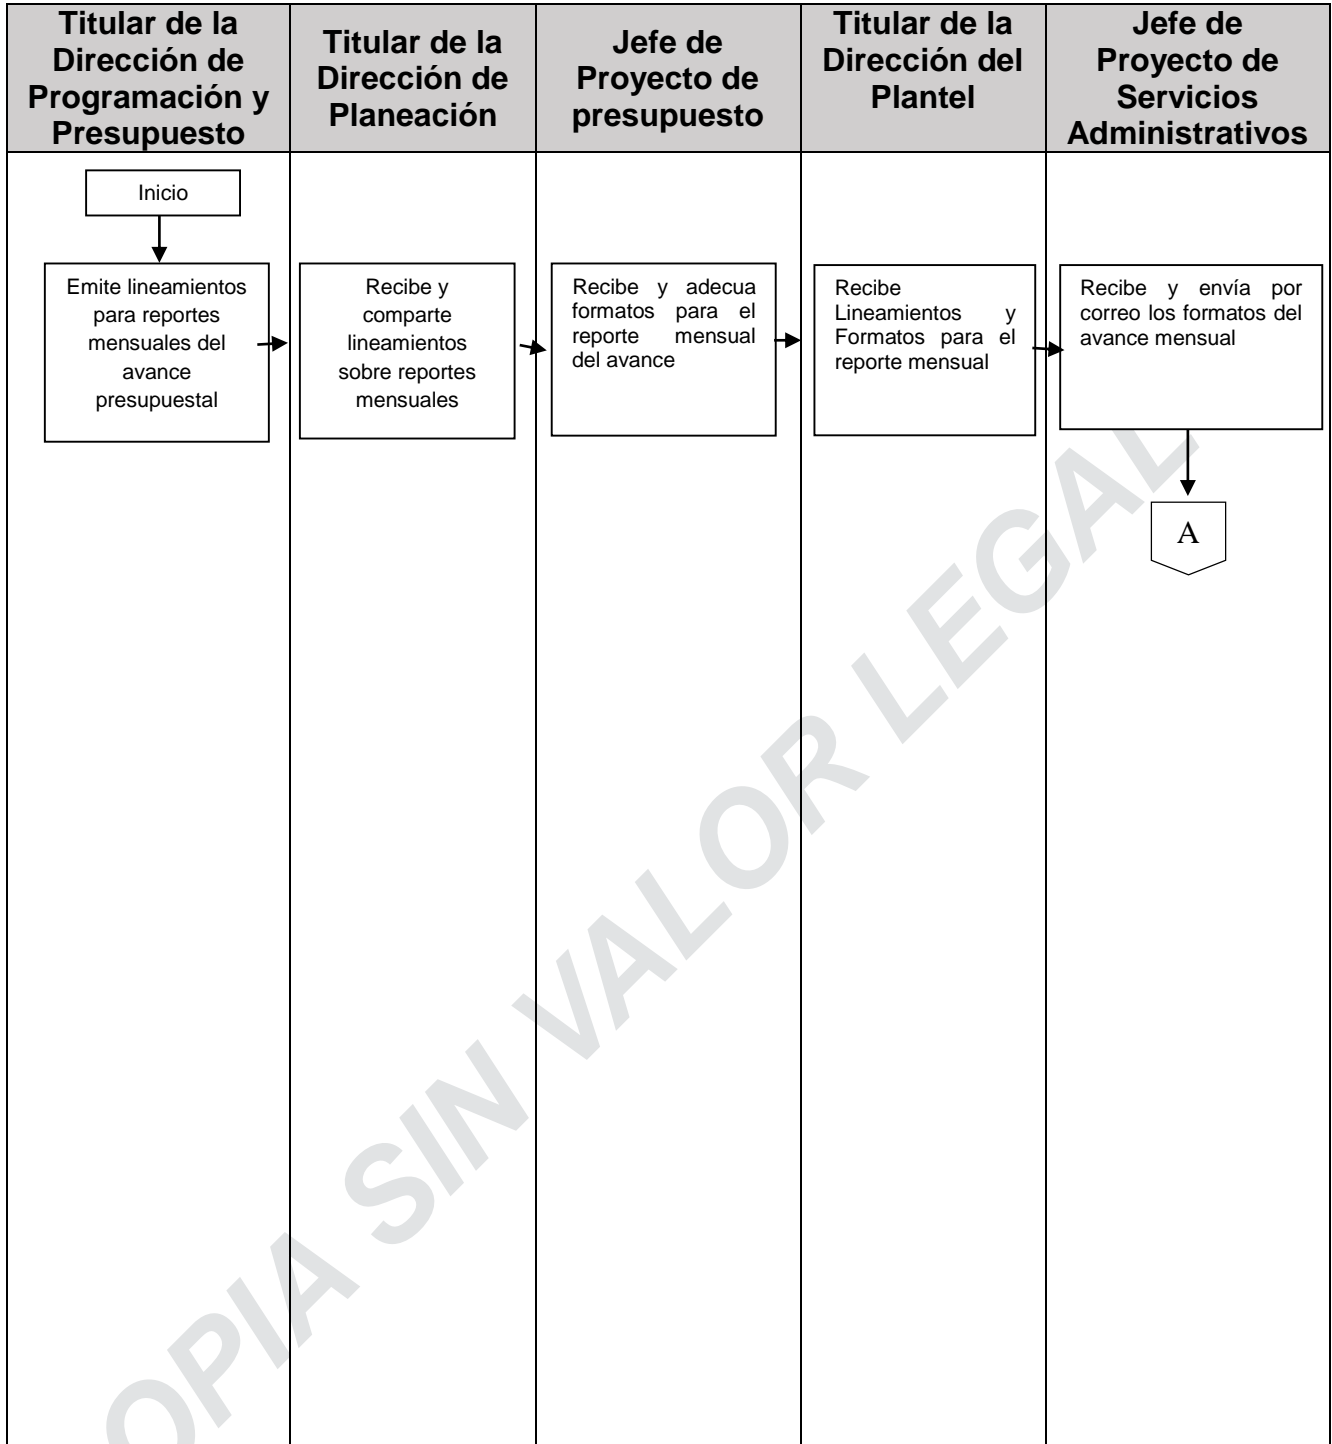 Titular de la
Dirección de
Programación y
Presupuesto
Titular de la
Dirección de
Planeación
Jefe de
Proyecto de
presupuesto
Titular de la
Dirección del
Plantel
Jefe de
Proyecto de
Servicios
Administrativos
Inicio
Emite lineamientos
para reportes
mensuales del
avance
presupuestal
Recibe y
comparte
lineamientos
sobre reportes
mensuales
Recibe y adecua
formatos para el
reporte mensual
del avance
Recibe
Lineamientos y
Formatos para el
reporte mensual
Recibe y envía por
correo los formatos del
avance mensual
A
OPIA SIN VALOR LEGAL